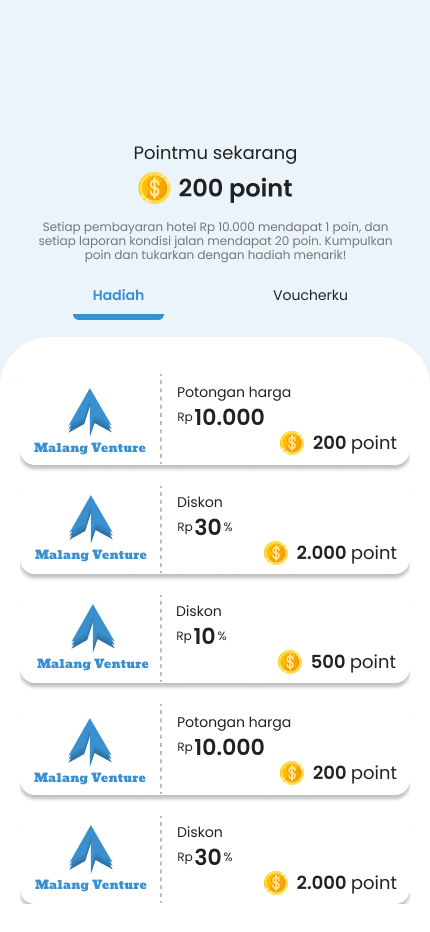 Pointmu sekarang
200 point
Setiap pembayaran hotel Rp 10.000 mendapat 1 poin, dan
setiap laporan kondisi jalan mendapat 20 poin. Kumpulkan
poin dan tukarkan dengan hadiah menarik!
Hadiah
Voucherku
Malang Venture
Potongan harga
Rp 10.000
200 point
Malang Venture
Diskon
Rp 30 %
2.000 point
Malang Venture
Diskon
Rp 10 %
500 point
Malang Venture
Potongan harga
Rp 10.000
200 point
Malang Venture
Diskon
Rp 30 %
2.000 point